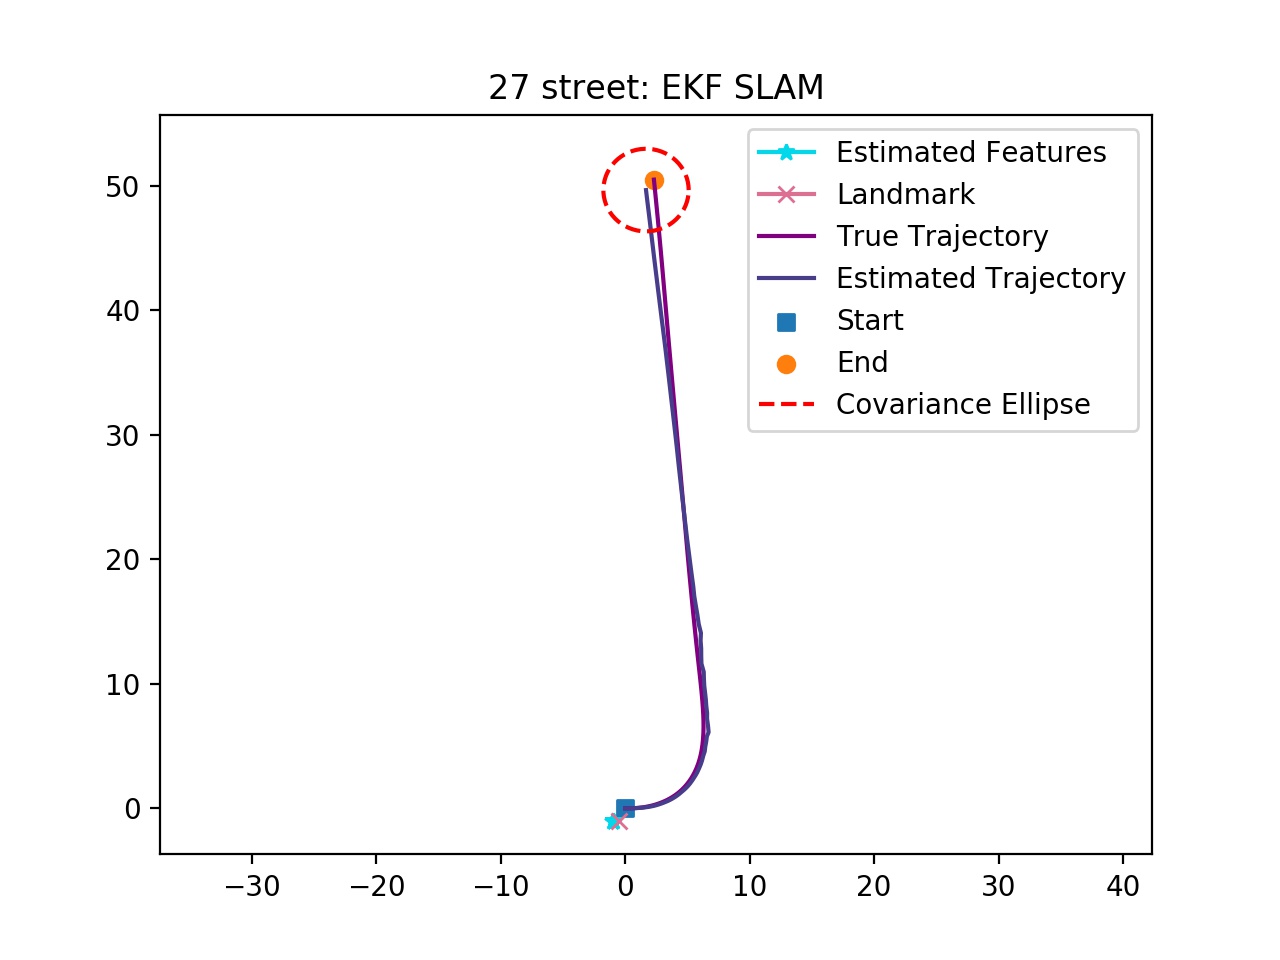 27 street: EKF SLAM
Estimated Features
Landmark
True Trajectory
Estimated Trajectory
Start
End
Covariance Ellipse
50
40
30
20
10
0
−30 −20 −10 0 10 20 30 40